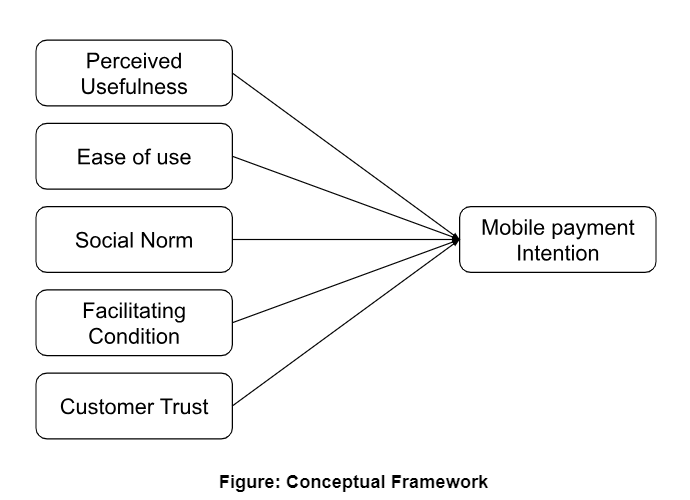 Perceived
Usefulness
Ease of use
Social Norm
Facilitating
Condition
Customer Trust
Mobile payment
Intention
Figure: Conceptual Framework